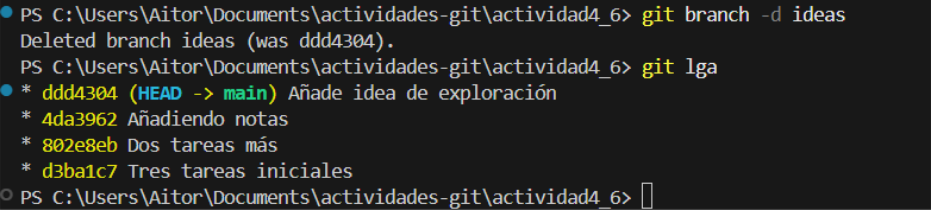 PS C:\Users\Aitor\Documents\actividades-git\actividad4_6> git branch -d ideas
Deleted branch ideas (was ddd4304).
PS C:\Users\Aitor\Documents\actividades-git\actividad4_6> git lga
* ddd4304 (HEAD -> main) Añade idea de exploración
* 4da3962 Añadiendo notas
* 802e8eb Dos tareas más
* d3ba1c7 Tres tareas iniciales
PS C:\Users\Aitor\Documents\actividades-git\actividad4_6>